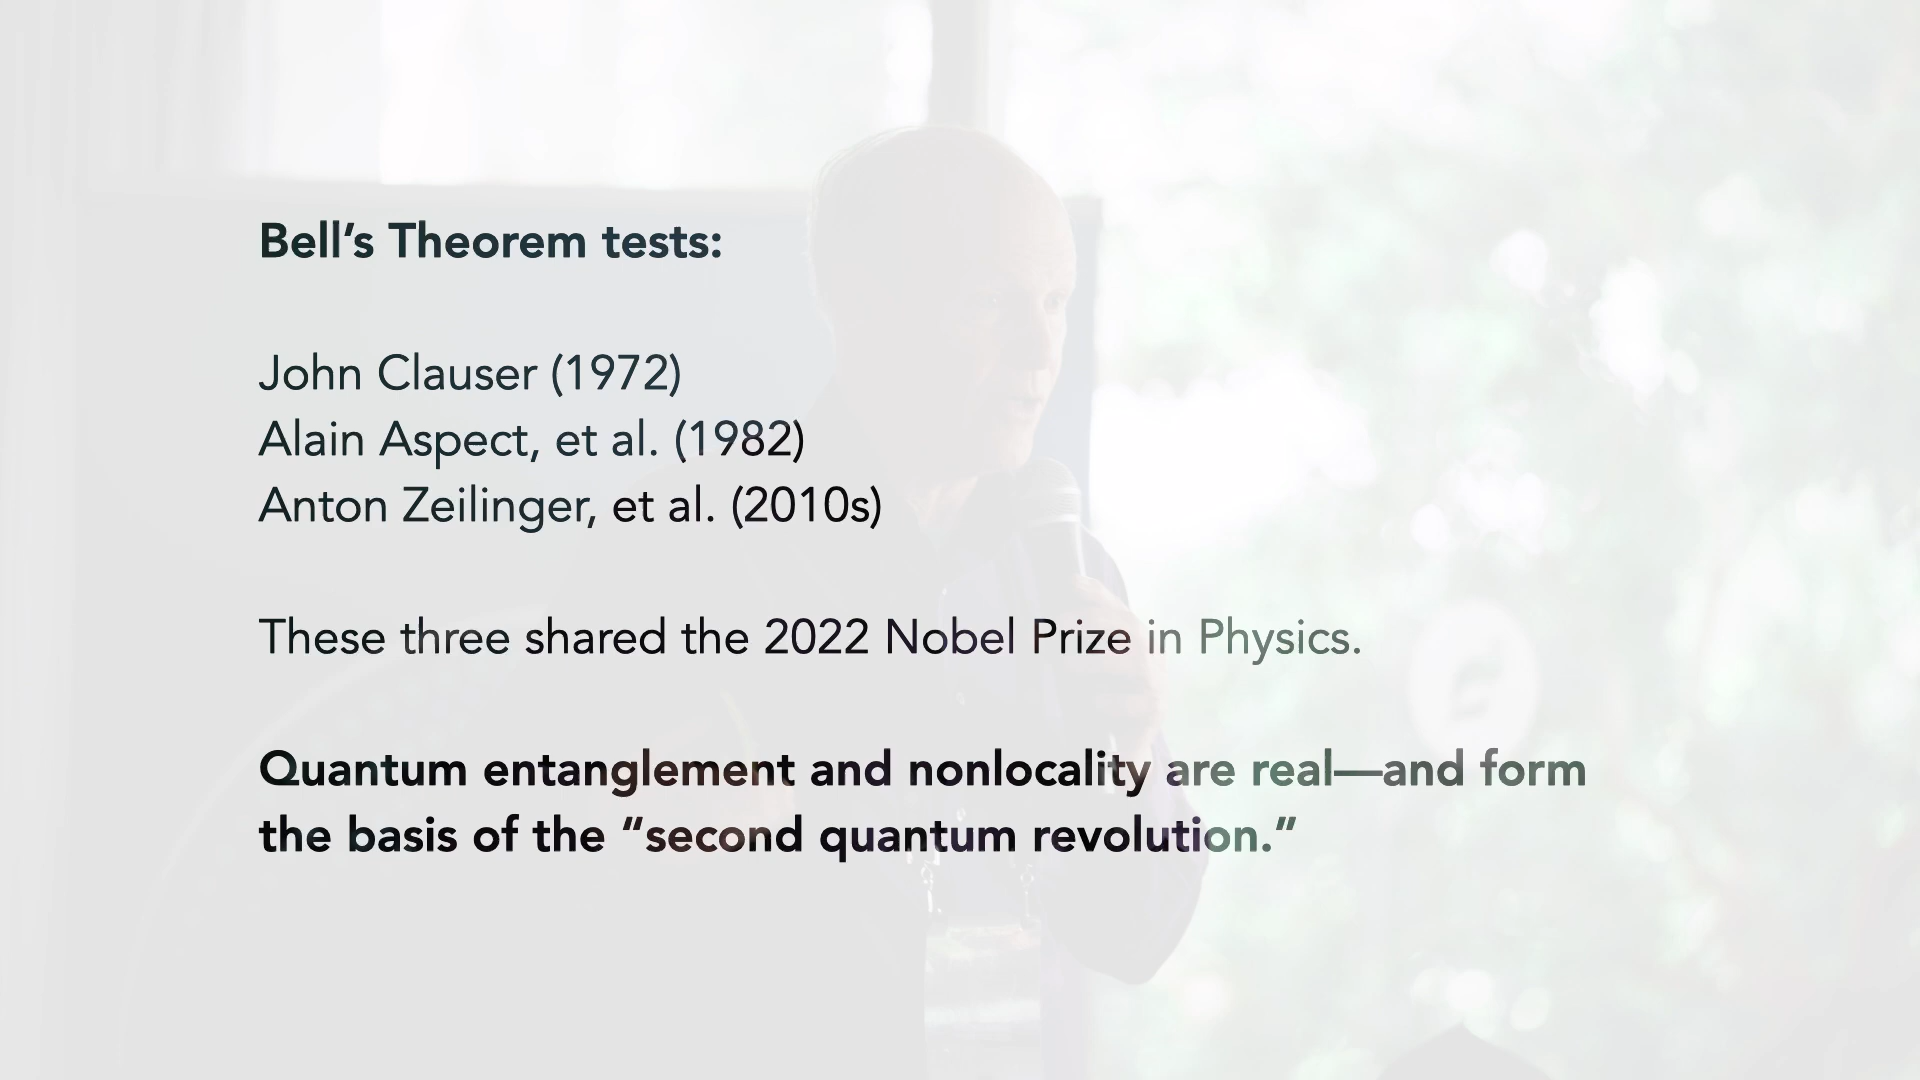 Bell’s Theorem tests:
John Clauser (1972)
Alain Aspect, et al. (1982)
Anton Zeilinger, et al. (2010s)
These three shared the 2022 Nobel Prize in Physics.
Quantum entanglement and nonlocality are real—and form
the basis of the “second quantum revolution.”